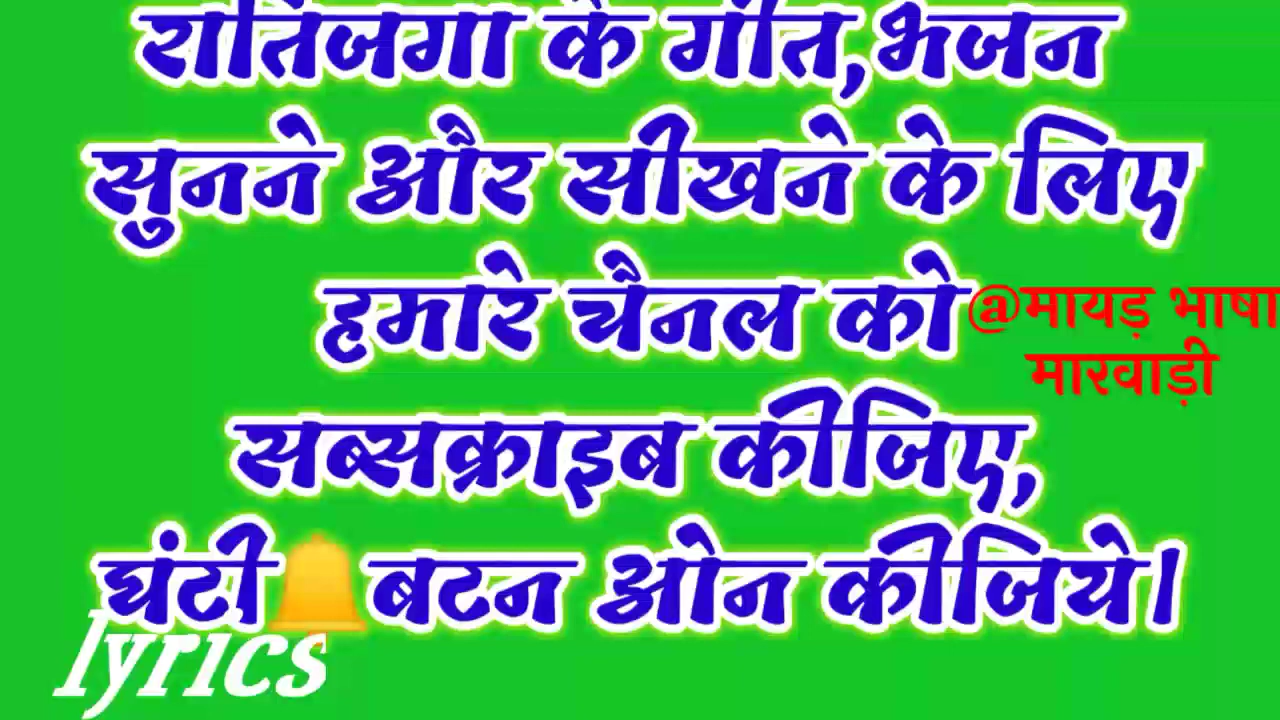 रातिजगा के गीत,भजन
सुनने और सीखने के लिए
हमारे चैनल को
@मायड़ भाषा
मारवाड़ी
सब्सक्राइब कीजिए,
घंटी🔔बटन ओन कीजिये।
lyrics